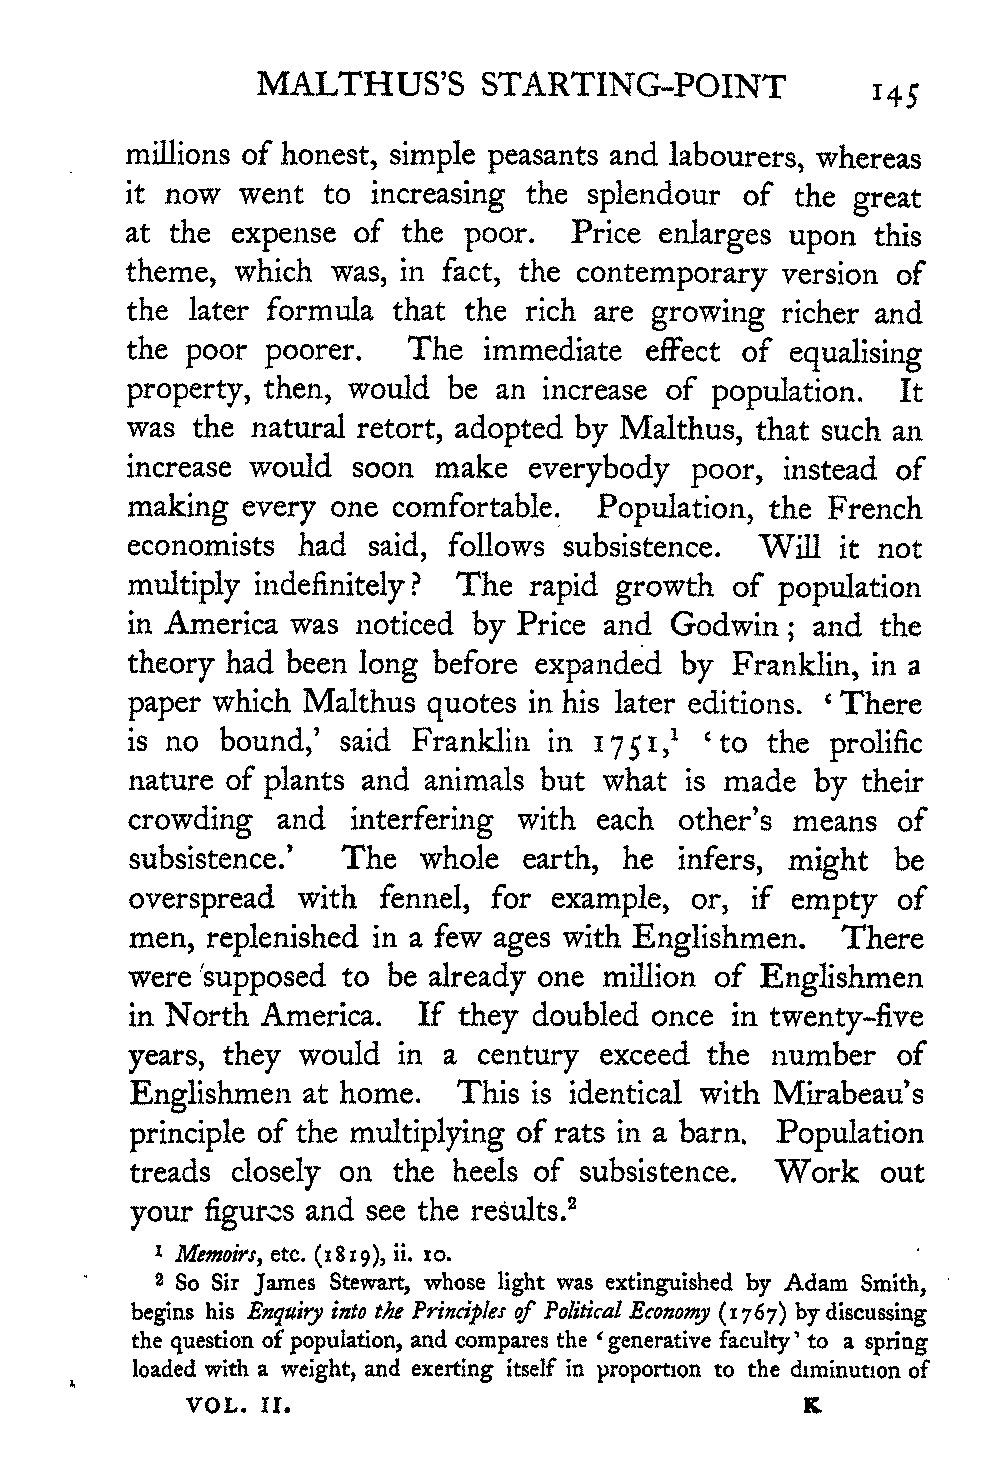 MALTHUS'S STARTING-POINT 145
millions of honest, simple peasants and labourers, whereas
it now went to increasing the splendour of the great
at the expense of the poor. Price enlarges upon this
theme, which was, in fact, the contemporary version of
the later formula that the rich are growing richer and
the poor poorer. The immediate effect of equalising
property, then, would be an increase of population. It
was the natural retort, adopted by Malthus, that such an
increase would soon make everybody poor, instead of
making every one comfortable. Population, the French
economists had said, follows subsistence. Will it not
multiply indefinitely? The rapid growth of population
in America was noticed by Price and Godwin; and the
theory had been long before expanded by Franklin, in a
paper which Malthus quotes in his later editions. ‘There
is no bound,’ said Franklin in 1751,¹ ‘to the prolific
nature of plants and animals but what is made by their
crowding and interfering with each other’s means of
subsistence.’ The whole earth, he infers, might be
overspread with fennel, for example, or, if empty of
men, replenished in a few ages with Englishmen. There
were supposed to be already one million of Englishmen
in North America. If they doubled once in twenty-five
years, they would in a century exceed the number of
Englishmen at home. This is identical with Mirabeau’s
principle of the multiplying of rats in a barn. Population
treads closely on the heels of subsistence. Work out
your figures and see the results.²
¹ Memoirs, etc. (1819), ii. 10.
² So Sir James Stewart, whose light was extinguished by Adam Smith,
begins his Enquiry into the Principles of Political Economy (1767) by discussing
the question of population, and compares the ‘generative faculty’ to a spring
loaded with a weight, and exerting itself in proportion to the diminution of
VOL. II. K